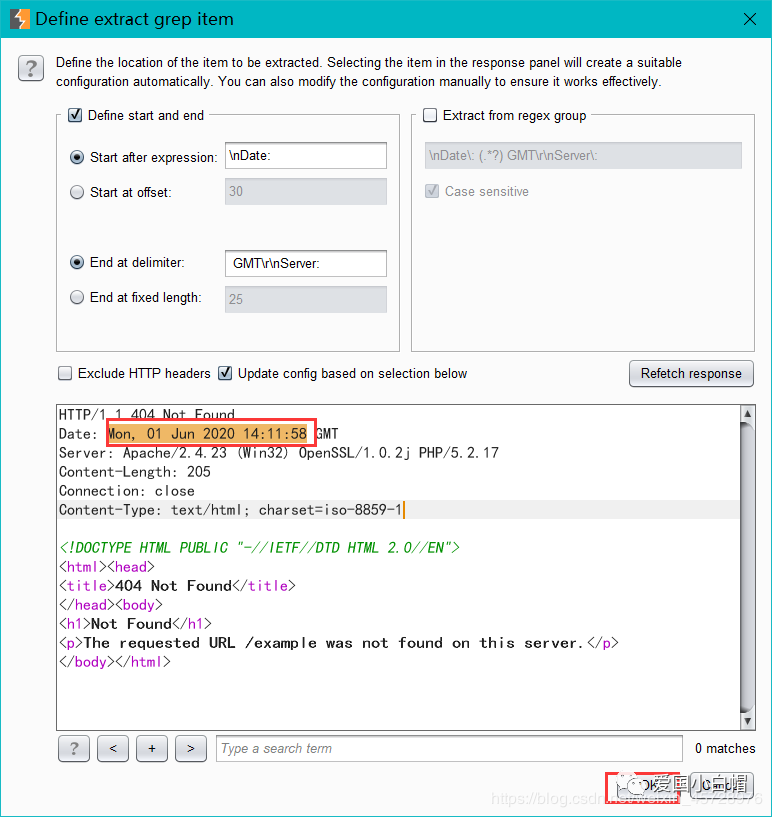 Define extract grep item
Define the location of the item to be extracted. Selecting the item in the response panel will create a suitable
configuration automatically. You can also modify the configuration manually to ensure it works effectively.
Define start and end
Start after expression: \nDate:
Start at offset: 30
End at delimiter: GMT\r\nServer:
End at fixed length: 25
Extract from regex group
\nDate\: (.*?) GMT\r\nServer\:
Case sensitive
Exclude HTTP headers Update config based on selection below Refetch response
HTTP/1.1 404 Not Found
Date: Mon, 01 Jun 2020 14:11:58 GMT
Server: Apache/2.4.23 (Win32) OpenSSL/1.0.2j PHP/5.2.17
Content-Length: 205
Connection: close
Content-Type: text/html; charset=iso-8859-1
<!DOCTYPE HTML PUBLIC "-//IETF//DTD HTML 2.0//EN">
<html><head>
<title>404 Not Found</title>
</head><body>
<h1>Not Found</h1>
<p>The requested URL /example was not found on this server.</p>
</body></html>
? < + > Type a search term 0 matches
爱国小白帽